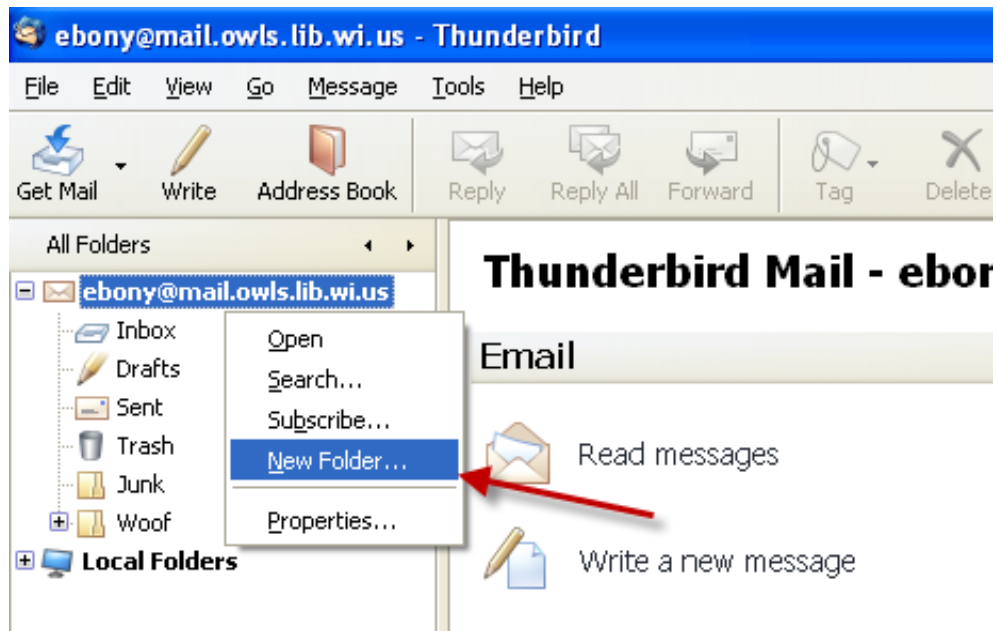 ebony@mail.owls.lib.wi.us - Thunderbird
File Edit View Go Message Tools Help
Get Mail Write Address Book Reply Reply All Forward Tag Delete
All Folders
Thunderbird Mail - ebon
ebony@mail.owls.lib.wi.us
Inbox
Drafts
Sent
Trash
Junk
Woof
Local Folders
Open
Search...
Subscribe...
New Folder...
Properties...
Email
Read messages
Write a new message